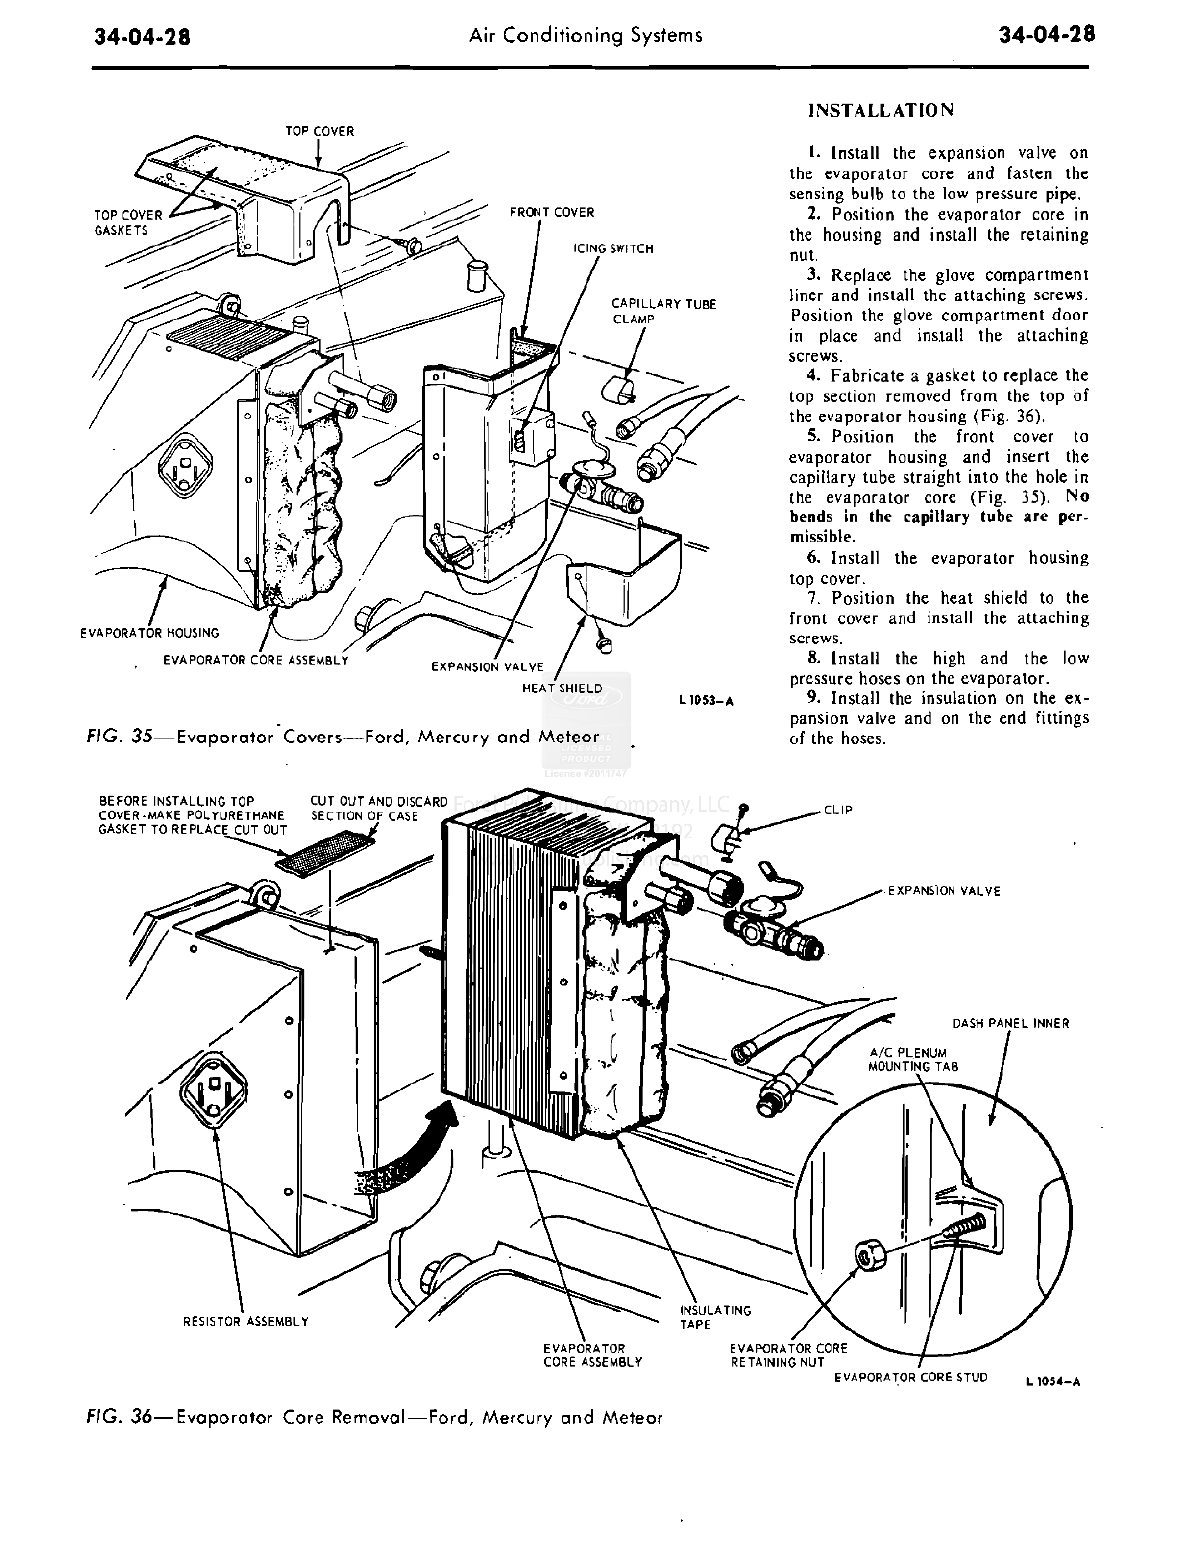 34-04-28
Air Conditioning Systems
34-04-28
TOP COVER
TOP COVER
GASKETS
FRONT COVER
ICING SWITCH
CAPILLARY TUBE
CLAMP
EVAPORATOR HOUSING
EVAPORATOR CORE ASSEMBLY
EXPANSION VALVE
HEAT SHIELD
L 1053-A
FIG. 35—Evaporator Covers—Ford, Mercury and Meteor
INSTALLATION
1. Install the expansion valve on
the evaporator core and fasten the
sensing bulb to the low pressure pipe.
2. Position the evaporator core in
the housing and install the retaining
nut.
3. Replace the glove compartment
liner and install the attaching screws.
Position the glove compartment door
in place and install the attaching
screws.
4. Fabricate a gasket to replace the
top section removed from the top of
the evaporator housing (Fig. 36).
5. Position the front cover to
evaporator housing and insert the
capillary tube straight into the hole in
the evaporator core (Fig. 35). No
bends in the capillary tube are per-
missible.
6. Install the evaporator housing
top cover.
7. Position the heat shield to the
front cover and install the attaching
screws.
8. Install the high and the low
pressure hoses on the evaporator.
9. Install the insulation on the ex-
pansion valve and on the end fittings
of the hoses.
Ford
LICENSED
PRODUCT
License #2011747
BEFORE INSTALLING TOP
COVER-MAKE POLYURETHANE
GASKET TO REPLACE CUT OUT
CUT OUT AND DISCARD
SECTION OF CASE
Company, LLC
CLIP
EXPANSION VALVE
DASH PANEL INNER
A/C PLENUM
MOUNTING TAB
RESISTOR ASSEMBLY
EVAPORATOR
CORE ASSEMBLY
INSULATING
TAPE
EVAPORATOR CORE
RETAINING NUT
EVAPORATOR CORE STUD
L 1054-A
FIG. 36—Evaporator Core Removal—Ford, Mercury and Meteor